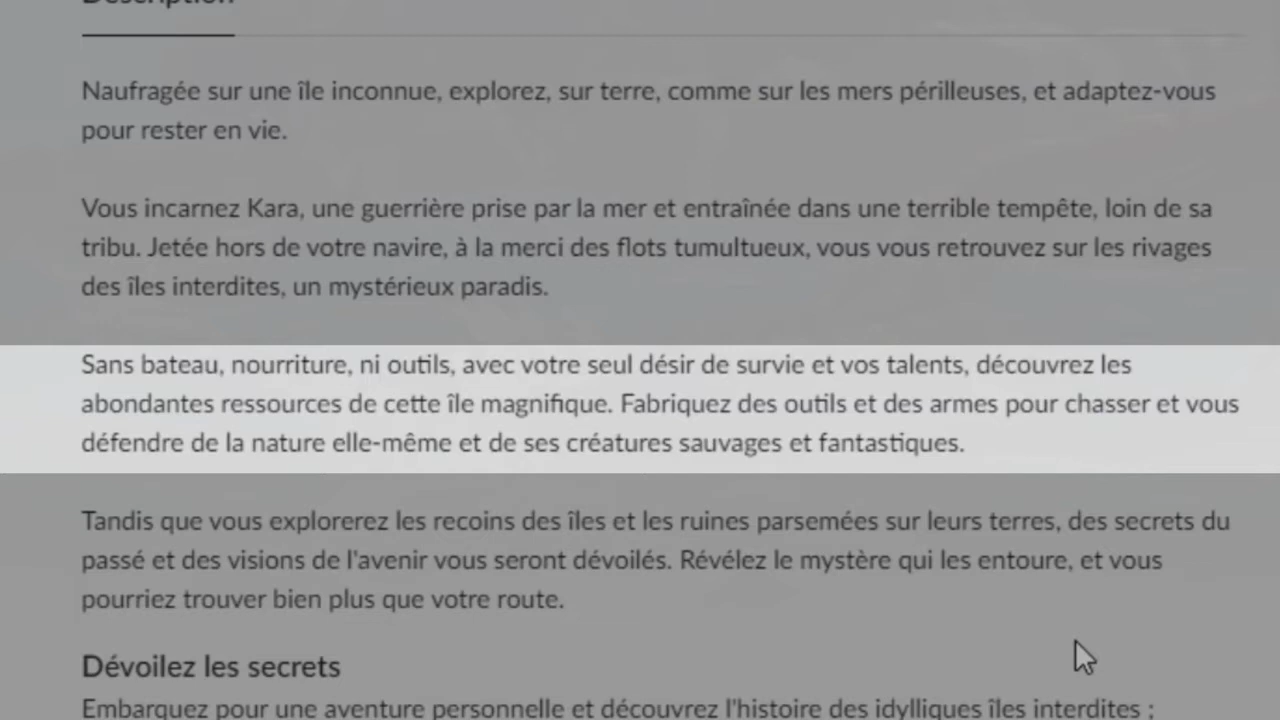 Description
Naufragée sur une île inconnue, explorez, sur terre, comme sur les mers périlleuses, et adaptez-vous
pour rester en vie.
Vous incarnez Kara, une guerrière prise par la mer et entraînée dans une terrible tempête, loin de sa
tribu. Jetée hors de votre navire, à la merci des flots tumultueux, vous vous retrouvez sur les rivages
des îles interdites, un mystérieux paradis.
Sans bateau, nourriture, ni outils, avec votre seul désir de survie et vos talents, découvrez les
abondantes ressources de cette île magnifique. Fabriquez des outils et des armes pour chasser et vous
défendre de la nature elle-même et de ses créatures sauvages et fantastiques.
Tandis que vous explorerez les recoins des îles et les ruines parsemées sur leurs terres, des secrets du
passé et des visions de l'avenir vous seront dévoilés. Révélez le mystère qui les entoure, et vous
pourriez trouver bien plus que votre route.
Dévoilez les secrets
Embarquez pour une aventure personnelle et découvrez l'histoire des idylliques îles interdites :